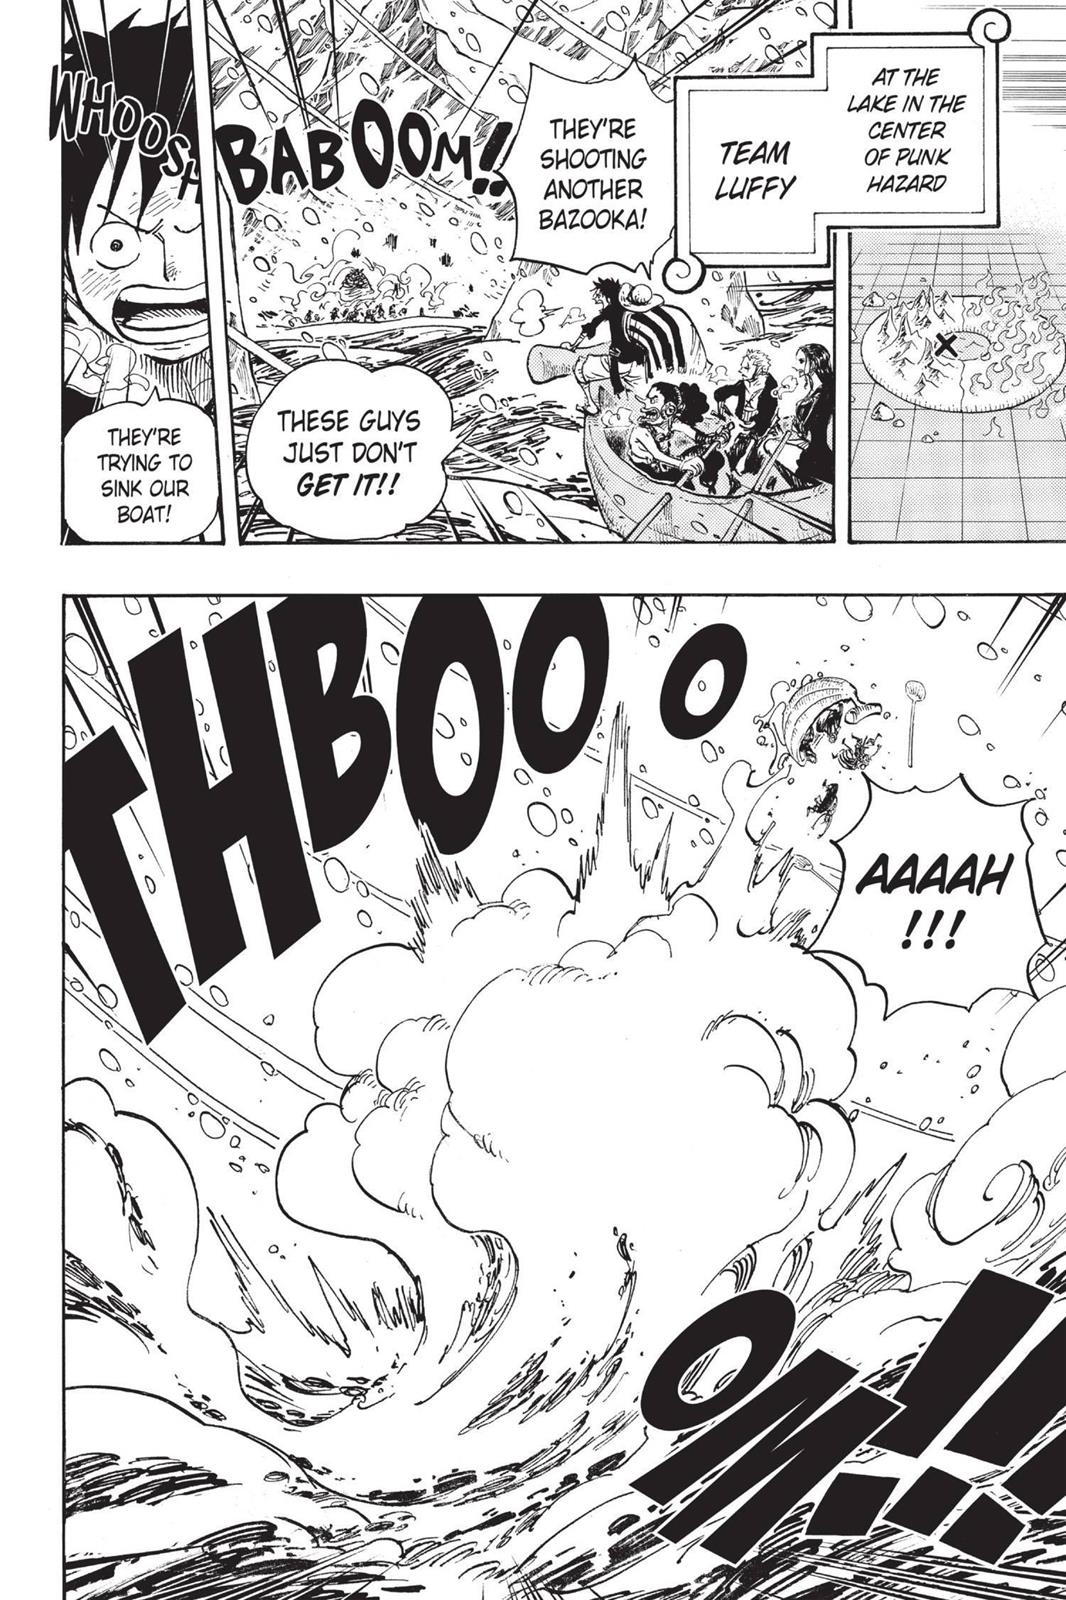 AT THE
LAKE IN THE
CENTER
OF PUNK
HAZARD
TEAM
LUFFY
THEY'RE
SHOOTING
ANOTHER
BAZOOKA!
BABOOM!!
THESE GUYS
JUST DON'T
GET IT!!
WHOOSH
THEY'RE
TRYING TO
SINK OUR
BOAT!
THBOOO
AAAAH
!!!
OM!!!